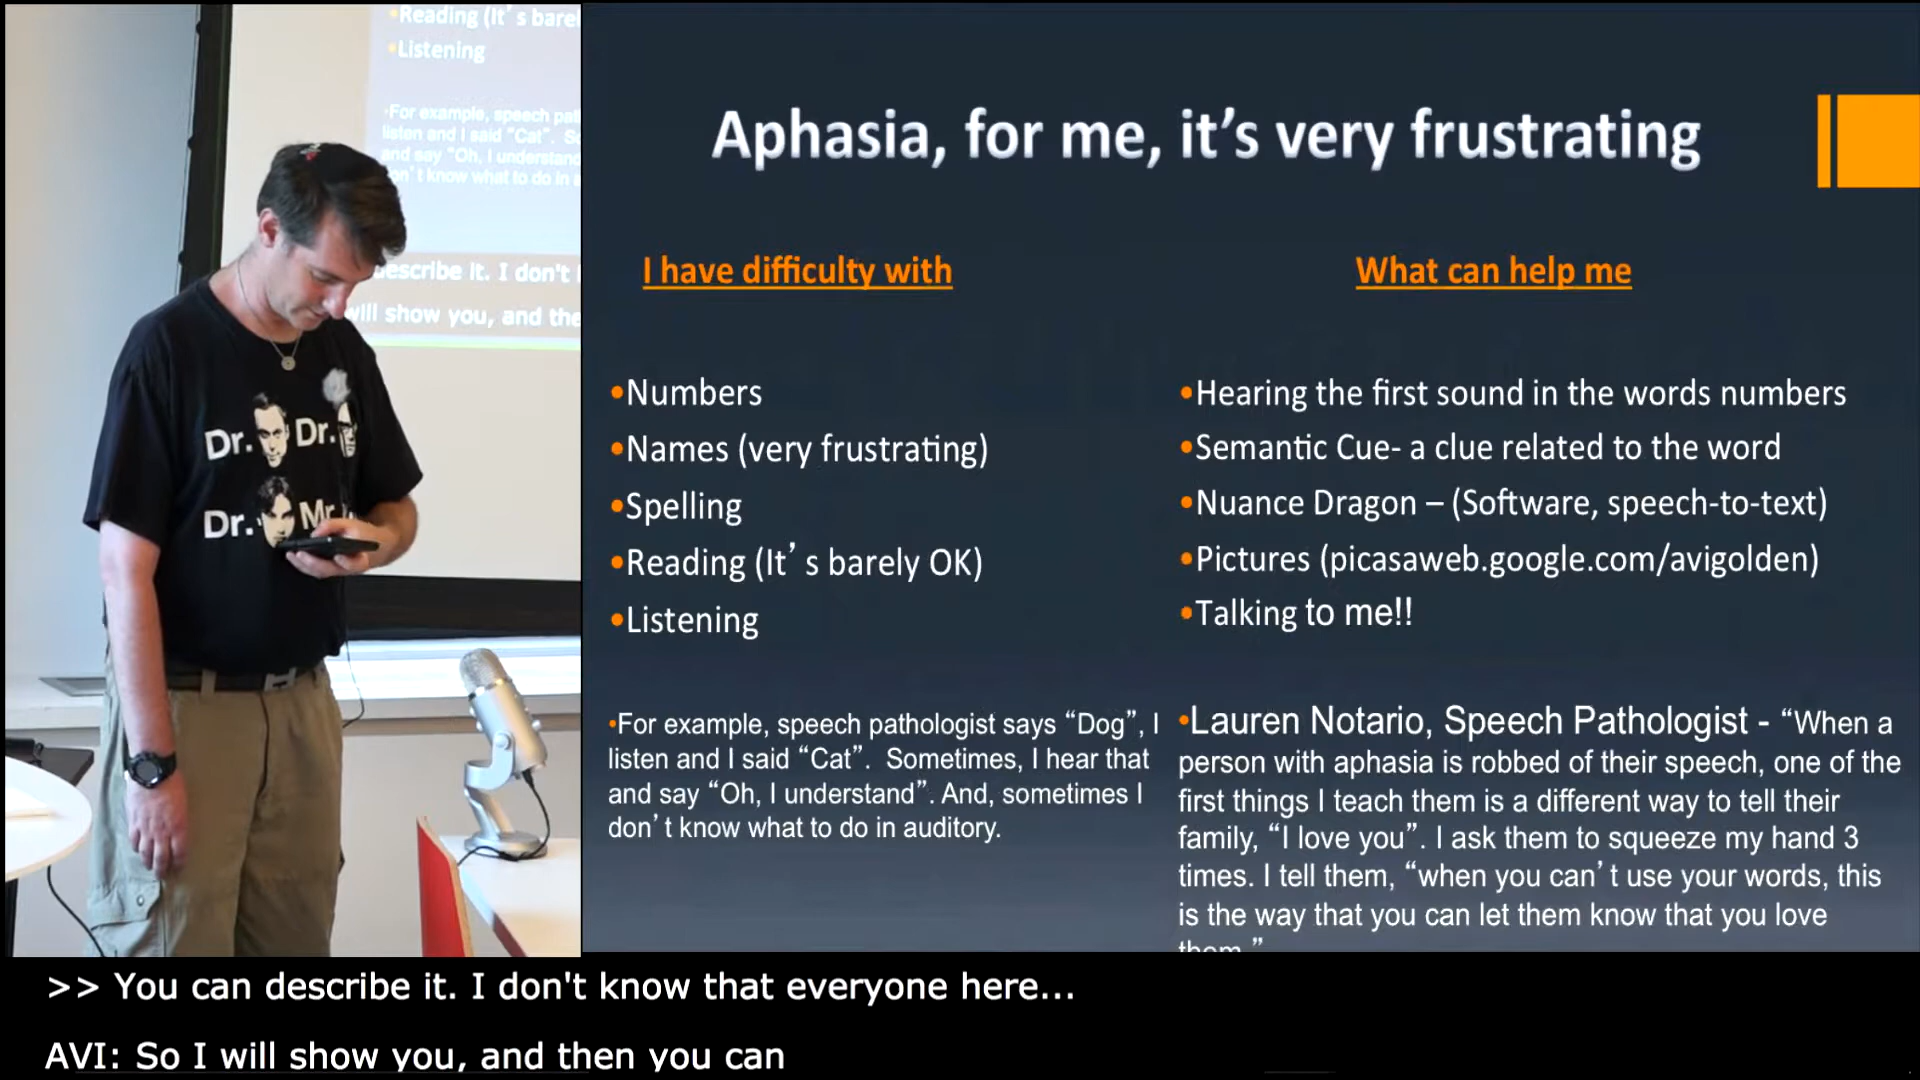 •Reading (It's barel
•Listening
•For example, speech pat
listen and I said "Cat". S
and say "Oh, I understand
on't know what to do in a
describe it. I don't
will show you, and the
Dr. Dr.
Dr. Mr.
Aphasia, for me, it's very frustrating
I have difficulty with
•Numbers
•Names (very frustrating)
•Spelling
•Reading (It's barely OK)
•Listening
•For example, speech pathologist says "Dog", I
listen and I said "Cat". Sometimes, I hear that
and say "Oh, I understand". And, sometimes I
don't know what to do in auditory.
What can help me
•Hearing the first sound in the words numbers
•Semantic Cue- a clue related to the word
•Nuance Dragon – (Software, speech-to-text)
•Pictures (picasaweb.google.com/avigolden)
•Talking to me!!
•Lauren Notario, Speech Pathologist - "When a
person with aphasia is robbed of their speech, one of the
first things I teach them is a different way to tell their
family, "I love you". I ask them to squeeze my hand 3
times. I tell them, "when you can't use your words, this
is the way that you can let them know that you love
them."
>> You can describe it. I don't know that everyone here...
AVI: So I will show you, and then you can